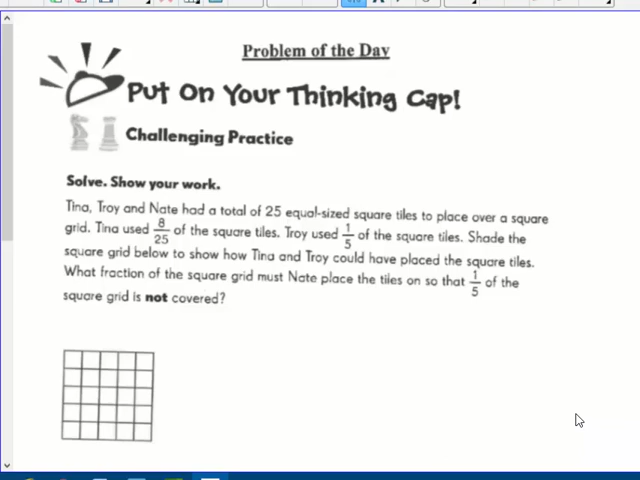 Problem of the Day
Put On Your Thinking Cap!
Challenging Practice
Solve. Show your work.
Tina, Troy and Nate had a total of 25 equal-sized square tiles to place over a square
grid. Tina used 8/25 of the square tiles. Troy used 1/5 of the square tiles. Shade the
square grid below to show how Tina and Troy could have placed the square tiles.
What fraction of the square grid must Nate place the tiles on so that 1/5 of the
square grid is not covered?